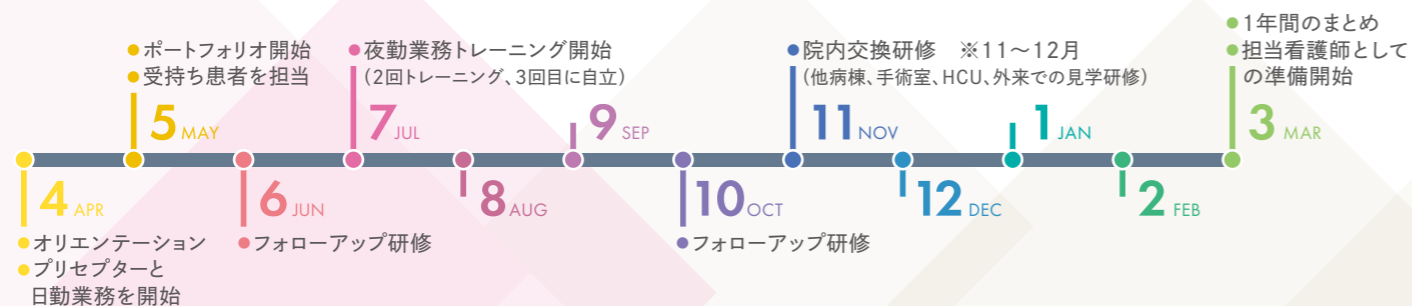 ●ポートフォリオ開始
●受持ち患者を担当
5 MAY
●夜勤業務トレーニング開始
(2回トレーニング、3回目に自立)
7 JUL
9 SEP
●院内交換研修　※11〜12月
(他病棟、手術室、HCU、外来での見学研修)
11 NOV
1 JAN
●1年間のまとめ
●担当看護師として
の準備開始
3 MAR
4 APR
●オリエンテーション
●プリセプターと
日勤業務を開始
6 JUN
●フォローアップ研修
8 AUG
10 OCT
●フォローアップ研修
12 DEC
2 FEB